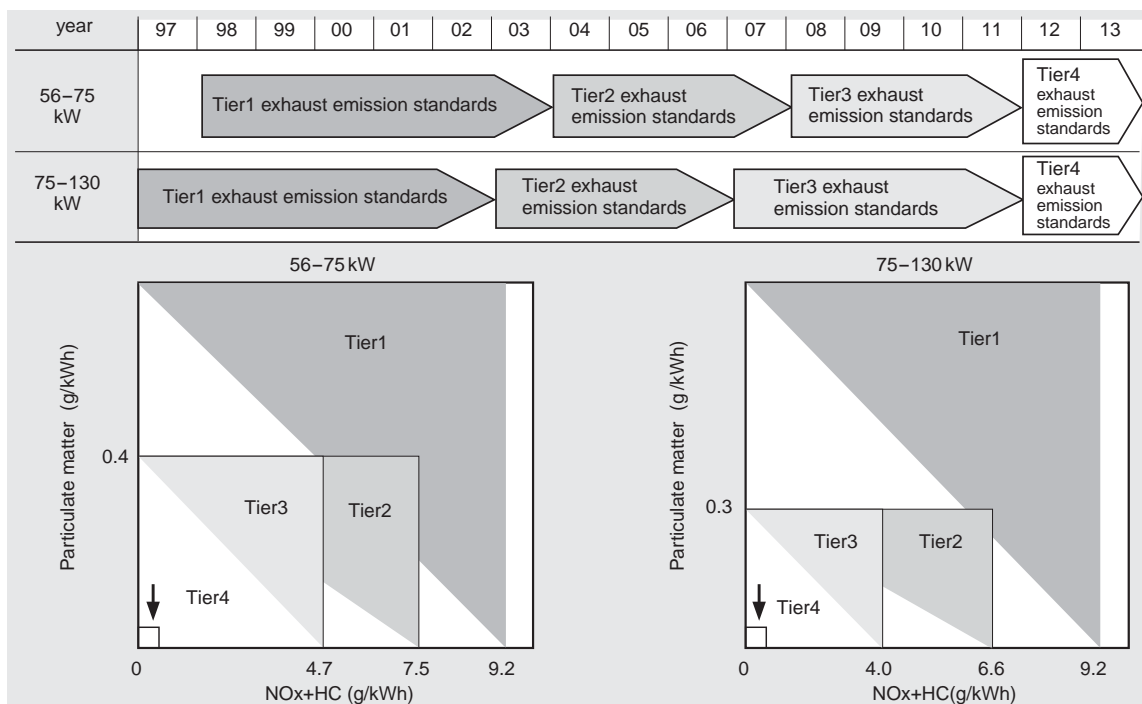 year 97 98 99 00 01 02 03 04 05 06 07 08 09 10 11 12 13
56–75
kW
Tier1 exhaust emission standards
Tier2 exhaust
emission standards
Tier3 exhaust
emission standards
Tier4
exhaust
emission
standards
75–130
kW
Tier1 exhaust emission standards
Tier2 exhaust
emission standards
Tier3 exhaust
emission standards
Tier4
exhaust
emission
standards
56–75 kW
Particulate matter (g/kWh)
Tier1
0.4
Tier3
Tier2
Tier4
0 4.7 7.5 9.2
NOx+HC (g/kWh)
75–130 kW
Particulate matter (g/kWh)
Tier1
0.3
Tier3
Tier2
Tier4
0 4.0 6.6 9.2
NOx+HC(g/kWh)